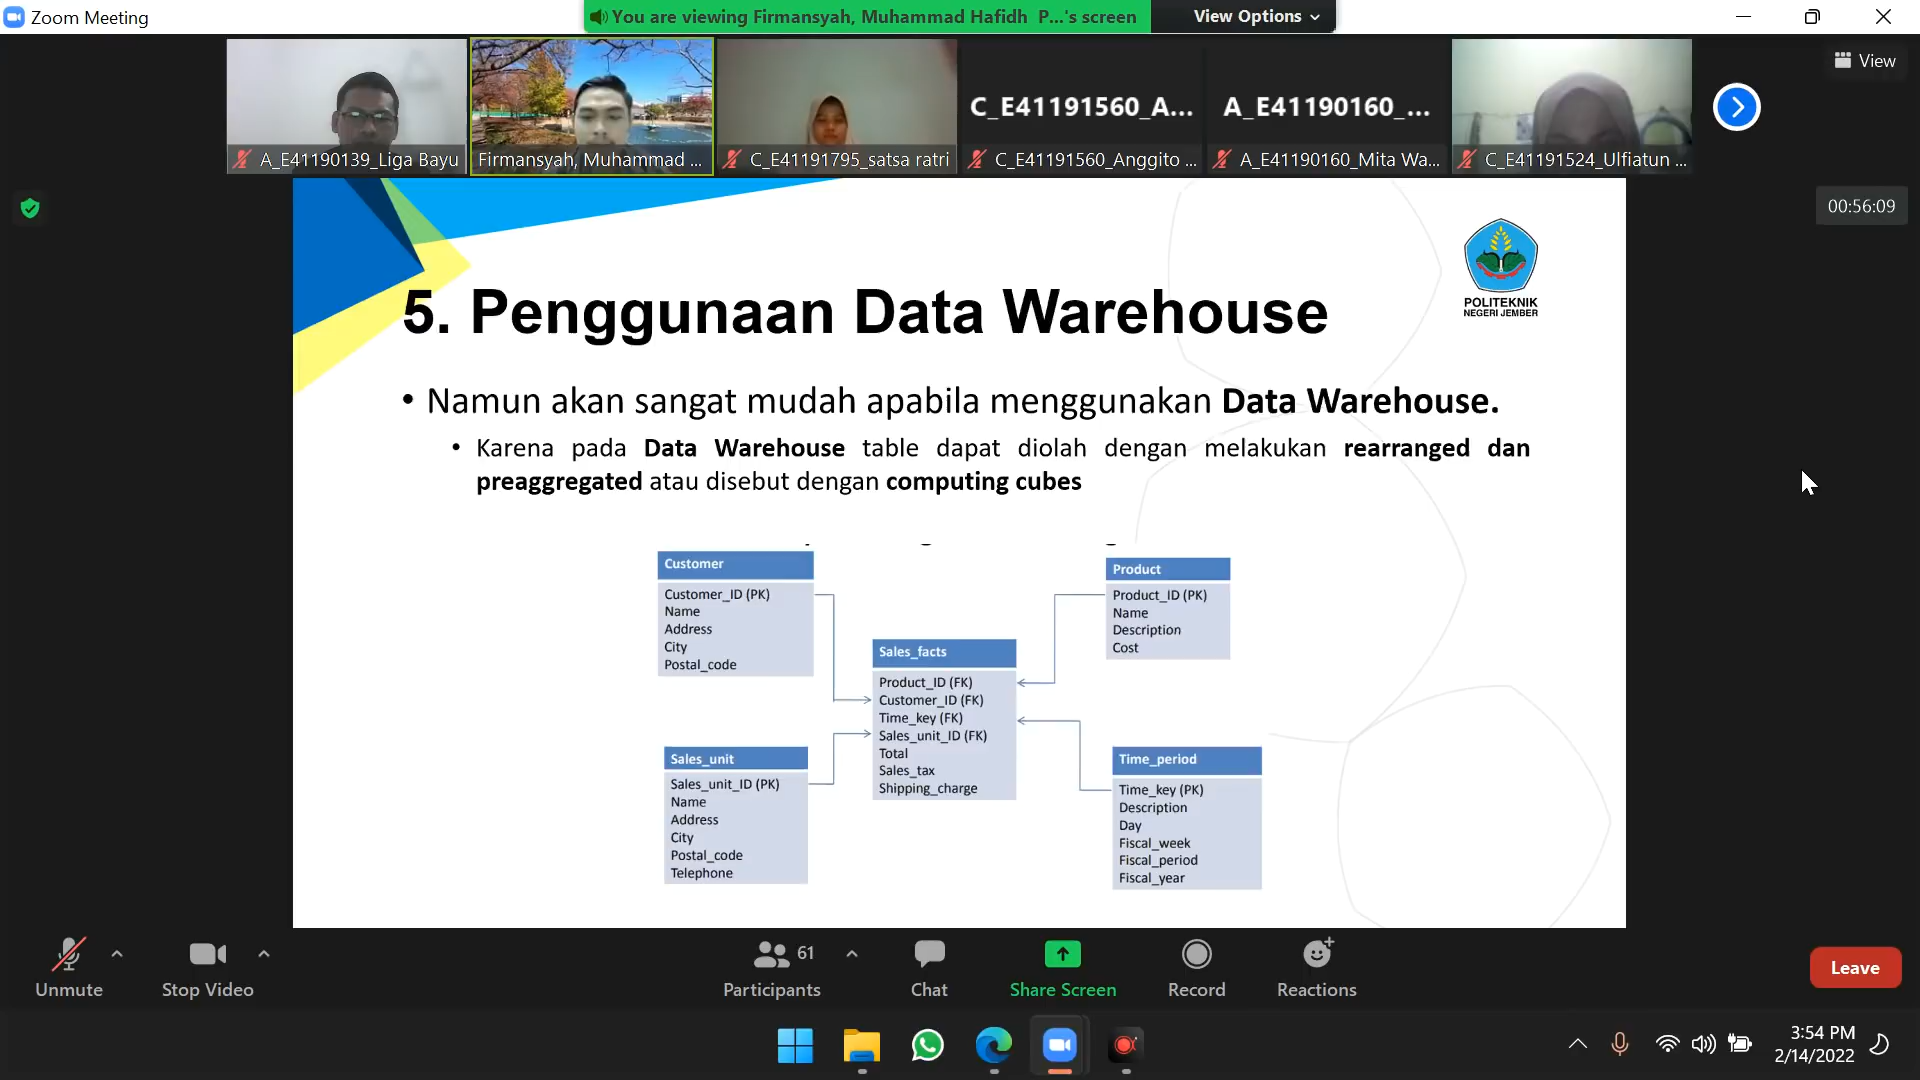 Zoom Meeting
You are viewing Firmansyah, Muhammad Hafidh P...'s screen
View Options
View
A_E41190139_Liga Bayu
Firmansyah, Muhammad ...
C_E41191795_satsa ratri
C_E41191560_A...
C_E41191560_Anggito ...
A_E41190160_...
A_E41190160_Mita Wa...
C_E41191524_Ulfiatun ...
00:56:09
POLITEKNIK
NEGERI JEMBER
5. Penggunaan Data Warehouse
• Namun akan sangat mudah apabila menggunakan Data Warehouse.
• Karena pada Data Warehouse table dapat diolah dengan melakukan rearranged dan
preaggregated atau disebut dengan computing cubes
Customer
Customer_ID (PK)
Name
Address
City
Postal_code
Product
Product_ID (PK)
Name
Description
Cost
Sales_facts
Product_ID (FK)
Customer_ID (FK)
Time_key (FK)
Sales_unit_ID (FK)
Total
Sales_tax
Shipping_charge
Sales_unit
Sales_unit_ID (PK)
Name
Address
City
Postal_code
Telephone
Time_period
Time_key (PK)
Description
Day
Fiscal_week
Fiscal_period
Fiscal_year
Unmute
Stop Video
61
Participants
Chat
Share Screen
Record
Reactions
Leave
3:54 PM
2/14/2022